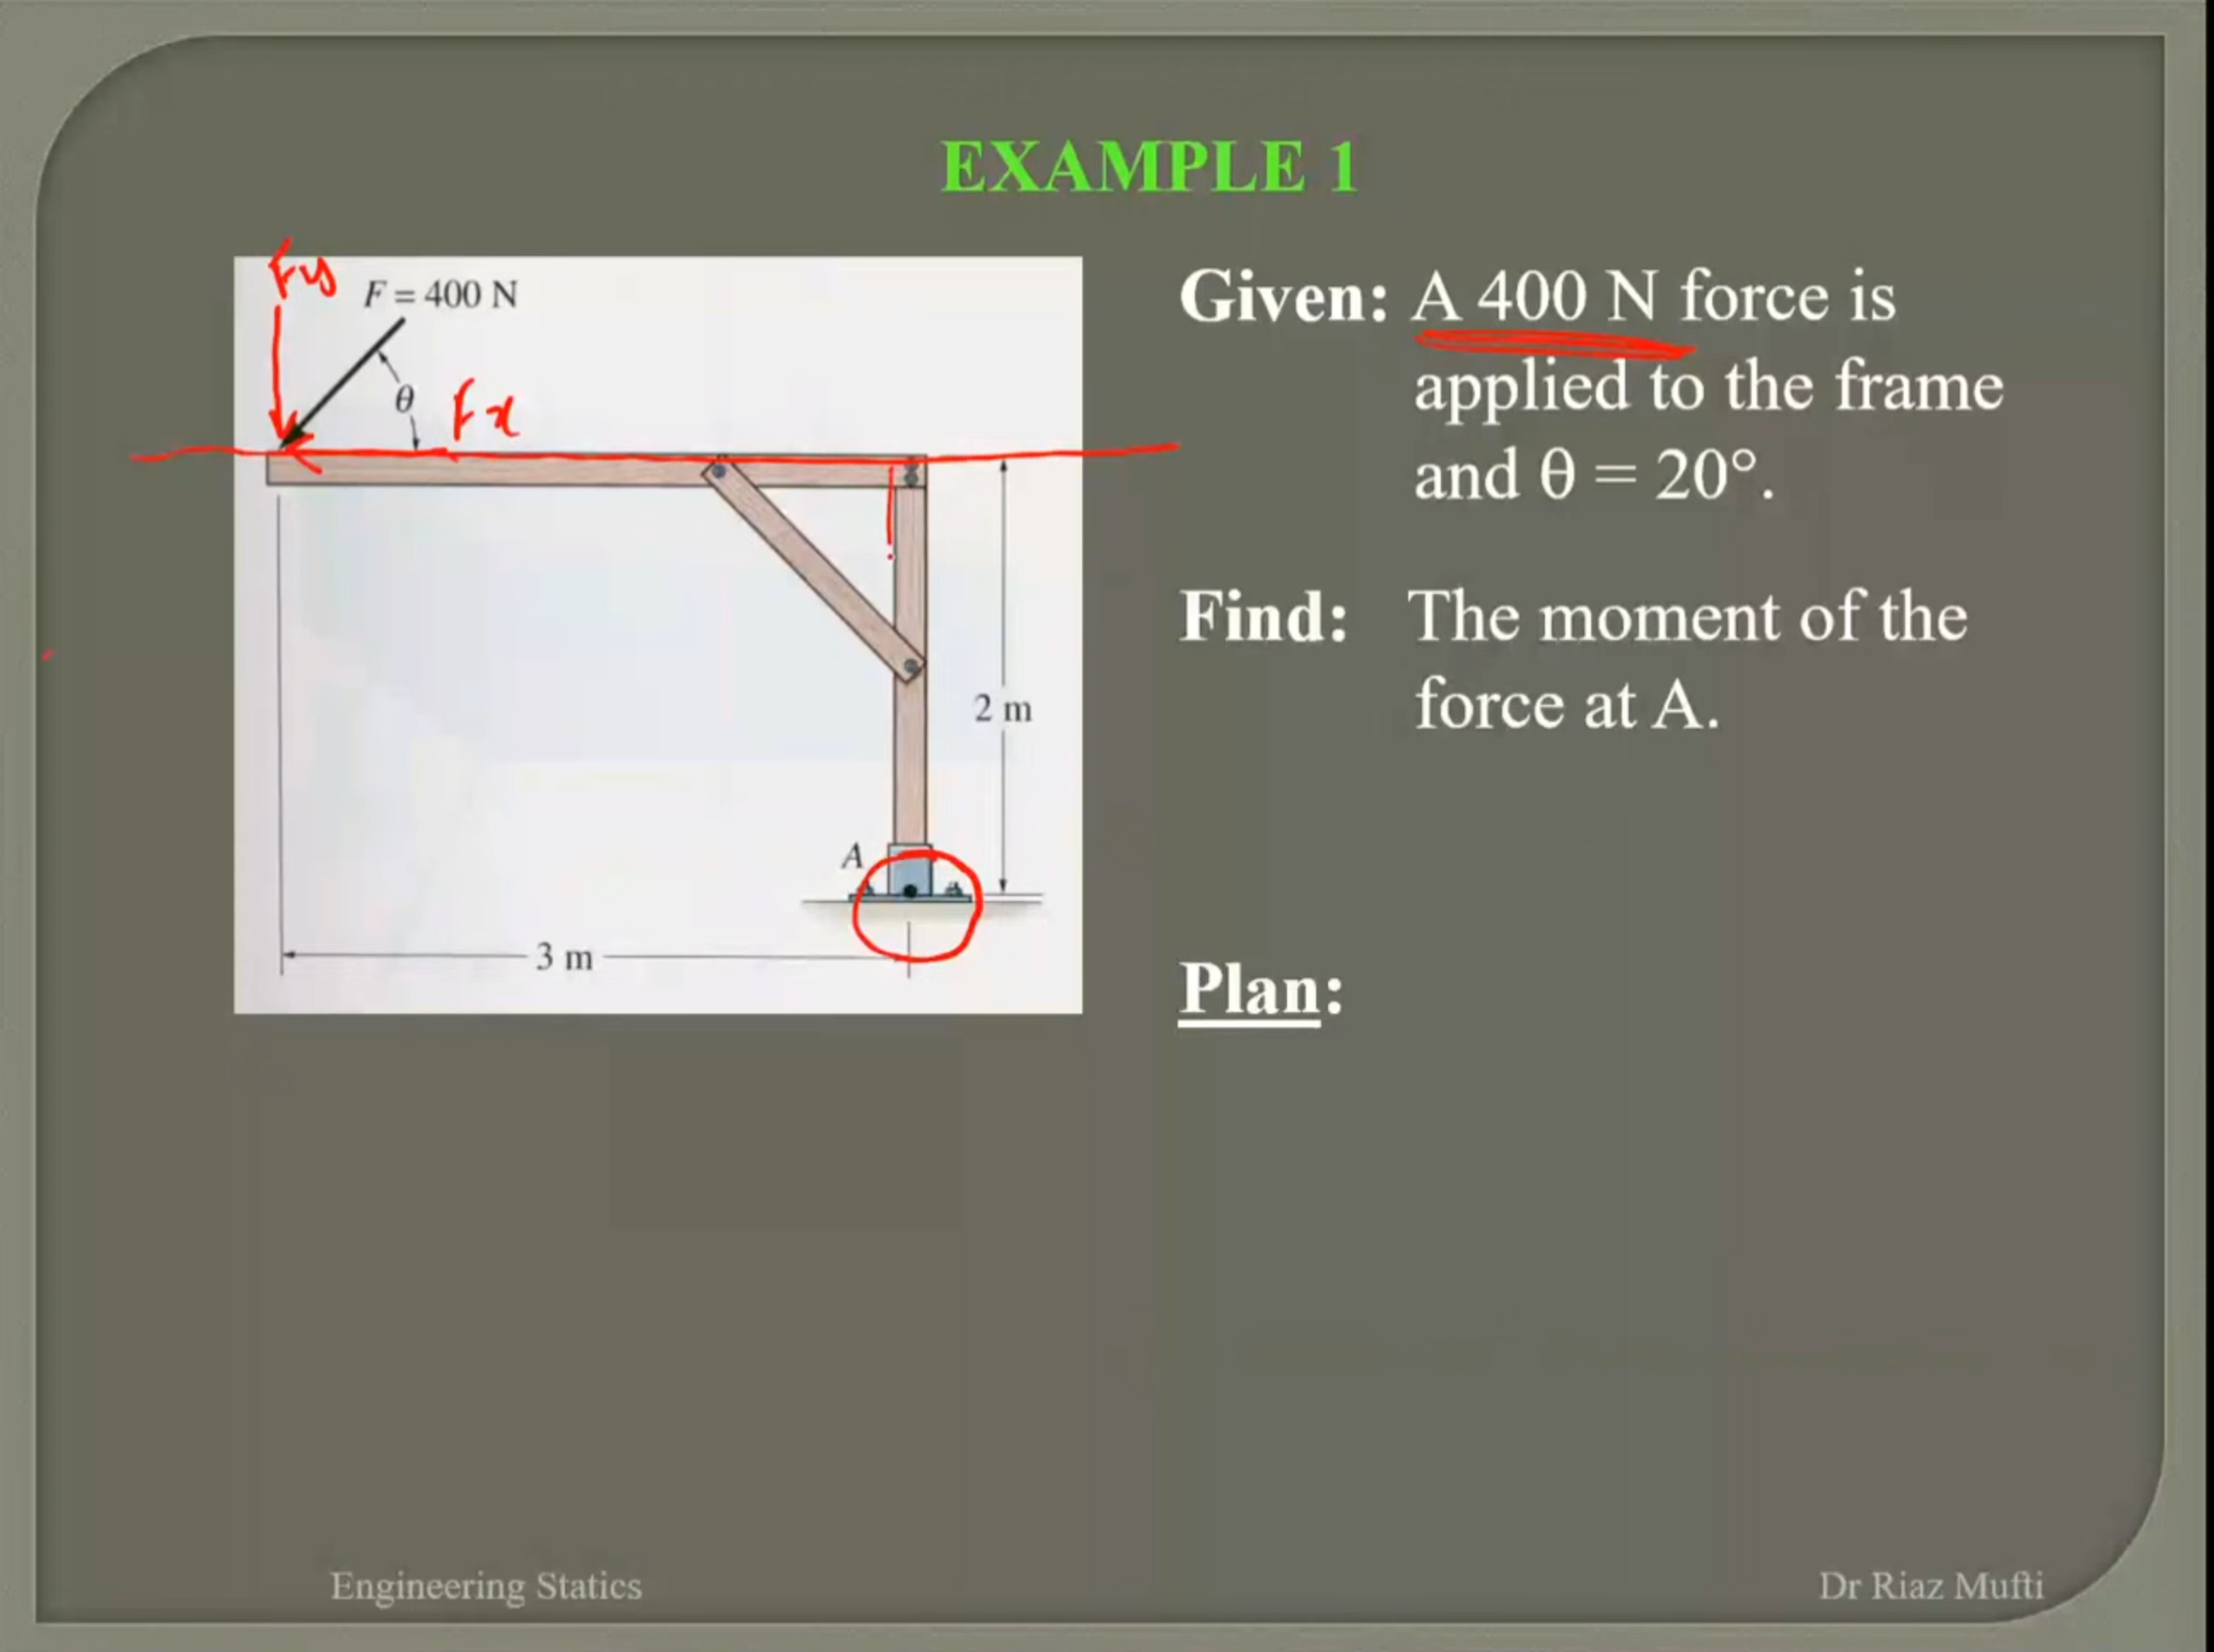 EXAMPLE 1
Fy
F = 400 N
θ
Fx
A
2 m
3 m
Given: A 400 N force is
applied to the frame
and θ = 20°.
Find: The moment of the
force at A.
Plan:
Engineering Statics
Dr Riaz Mufti